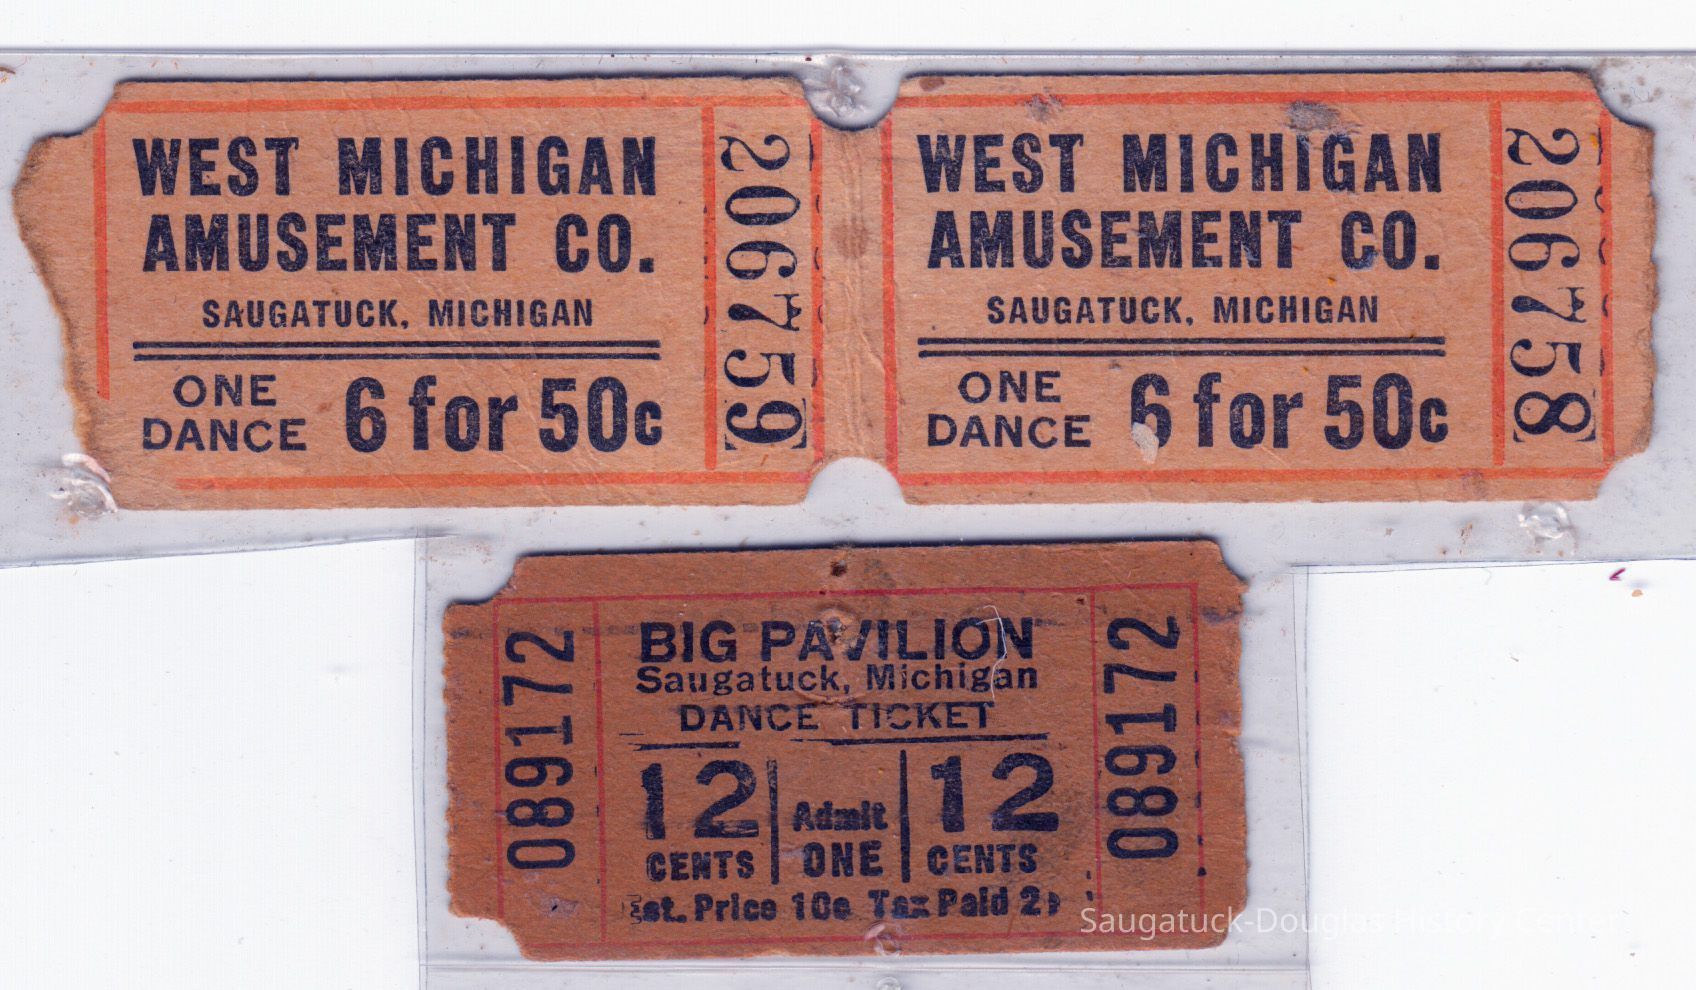 WEST MICHIGAN
AMUSEMENT CO.
SAUGATUCK, MICHIGAN
ONE DANCE 6 for 50c
206759
WEST MICHIGAN
AMUSEMENT CO.
SAUGATUCK, MICHIGAN
ONE DANCE 6 for 50c
206758
089172
BIG PAVILION
Saugatuck, Michigan
DANCE TICKET
12 CENTS
Admit ONE
12 CENTS
Est. Price 10c Tax Paid 2c
089172
Saugatuck-Douglas History Center